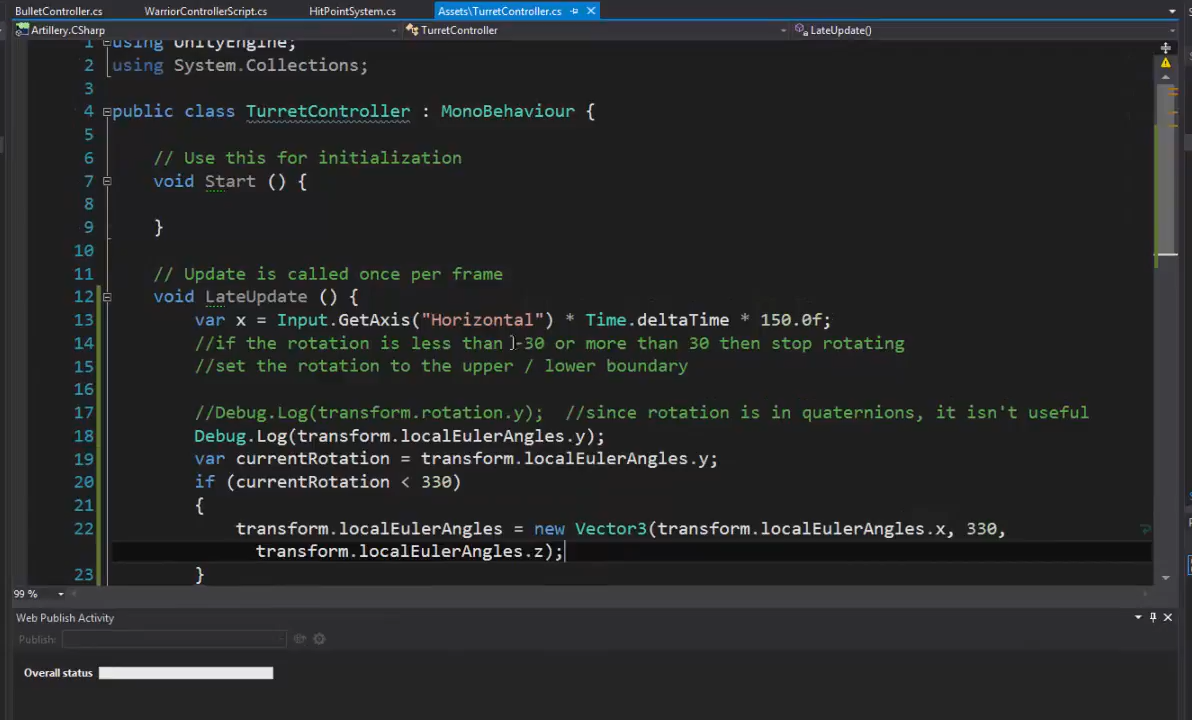 BulletController.cs WarriorControllerScript.cs HitPointSystem.cs Assets\TurretController.cs
Artillery.CSharp TurretController LateUpdate()
1 using UnityEngine;
2 using System.Collections;
3
4 public class TurretController : MonoBehaviour {
5
6 // Use this for initialization
7 void Start () {
8
9 }
10
11 // Update is called once per frame
12 void LateUpdate () {
13 var x = Input.GetAxis("Horizontal") * Time.deltaTime * 150.0f;
14 //if the rotation is less than -30 or more than 30 then stop rotating
15 //set the rotation to the upper / lower boundary
16
17 //Debug.Log(transform.rotation.y); //since rotation is in quaternions, it isn't useful
18 Debug.Log(transform.localEulerAngles.y);
19 var currentRotation = transform.localEulerAngles.y;
20 if (currentRotation < 330)
21 {
22 transform.localEulerAngles = new Vector3(transform.localEulerAngles.x, 330,
transform.localEulerAngles.z);
23 }
99 %
Web Publish Activity
Publish:
Overall status